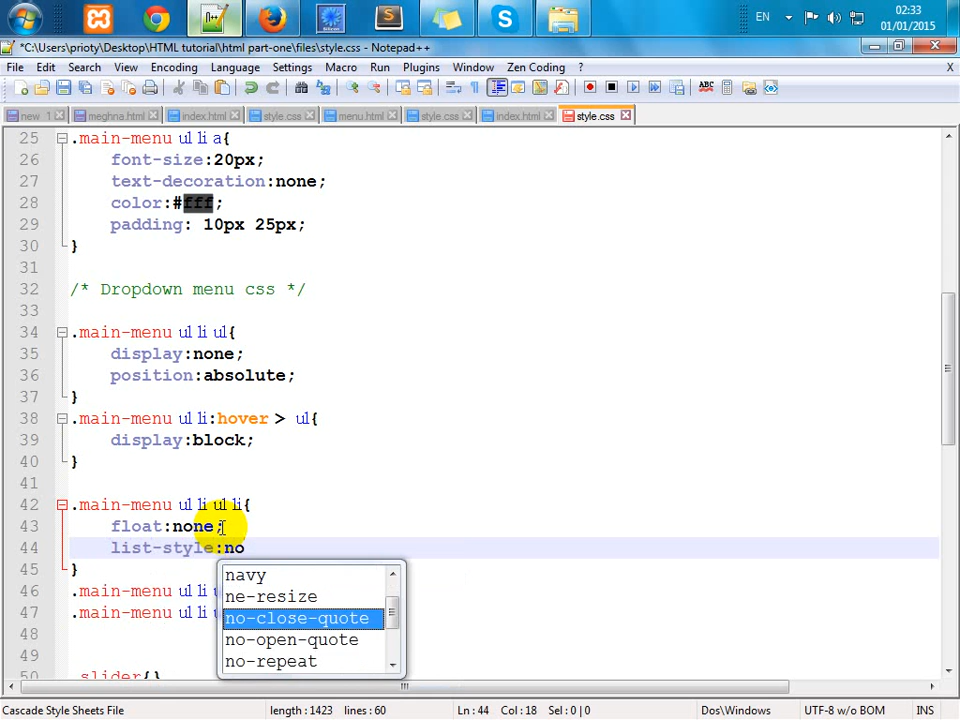 EN
02:33
01/01/2015
*C:\Users\prioty\Desktop\HTML tutorial\html part-one\files\style.css - Notepad++
File Edit Search View Encoding Language Settings Macro Run Plugins Window Zen Coding ? X
new 1 meghna.html index.html style.css menu.html style.css index.html style.css
25 .main-menu ul li a{
26 font-size:20px;
27 text-decoration:none;
28 color:#fff;
29 padding: 10px 25px;
30 }
31
32 /* Dropdown menu css */
33
34 .main-menu ul li ul{
35 display:none;
36 position:absolute;
37 }
38 .main-menu ul li:hover > ul{
39 display:block;
40 }
41
42 .main-menu ul li ul li{
43 float:none;
44 list-style:no
45 }
46 .main-menu ul li u
47 .main-menu ul li u
48
49
50 slider{}
navy
ne-resize
no-close-quote
no-open-quote
no-repeat
Cascade Style Sheets File length : 1423 lines : 60 Ln : 44 Col : 18 Sel : 0 | 0 Dos\Windows UTF-8 w/o BOM INS